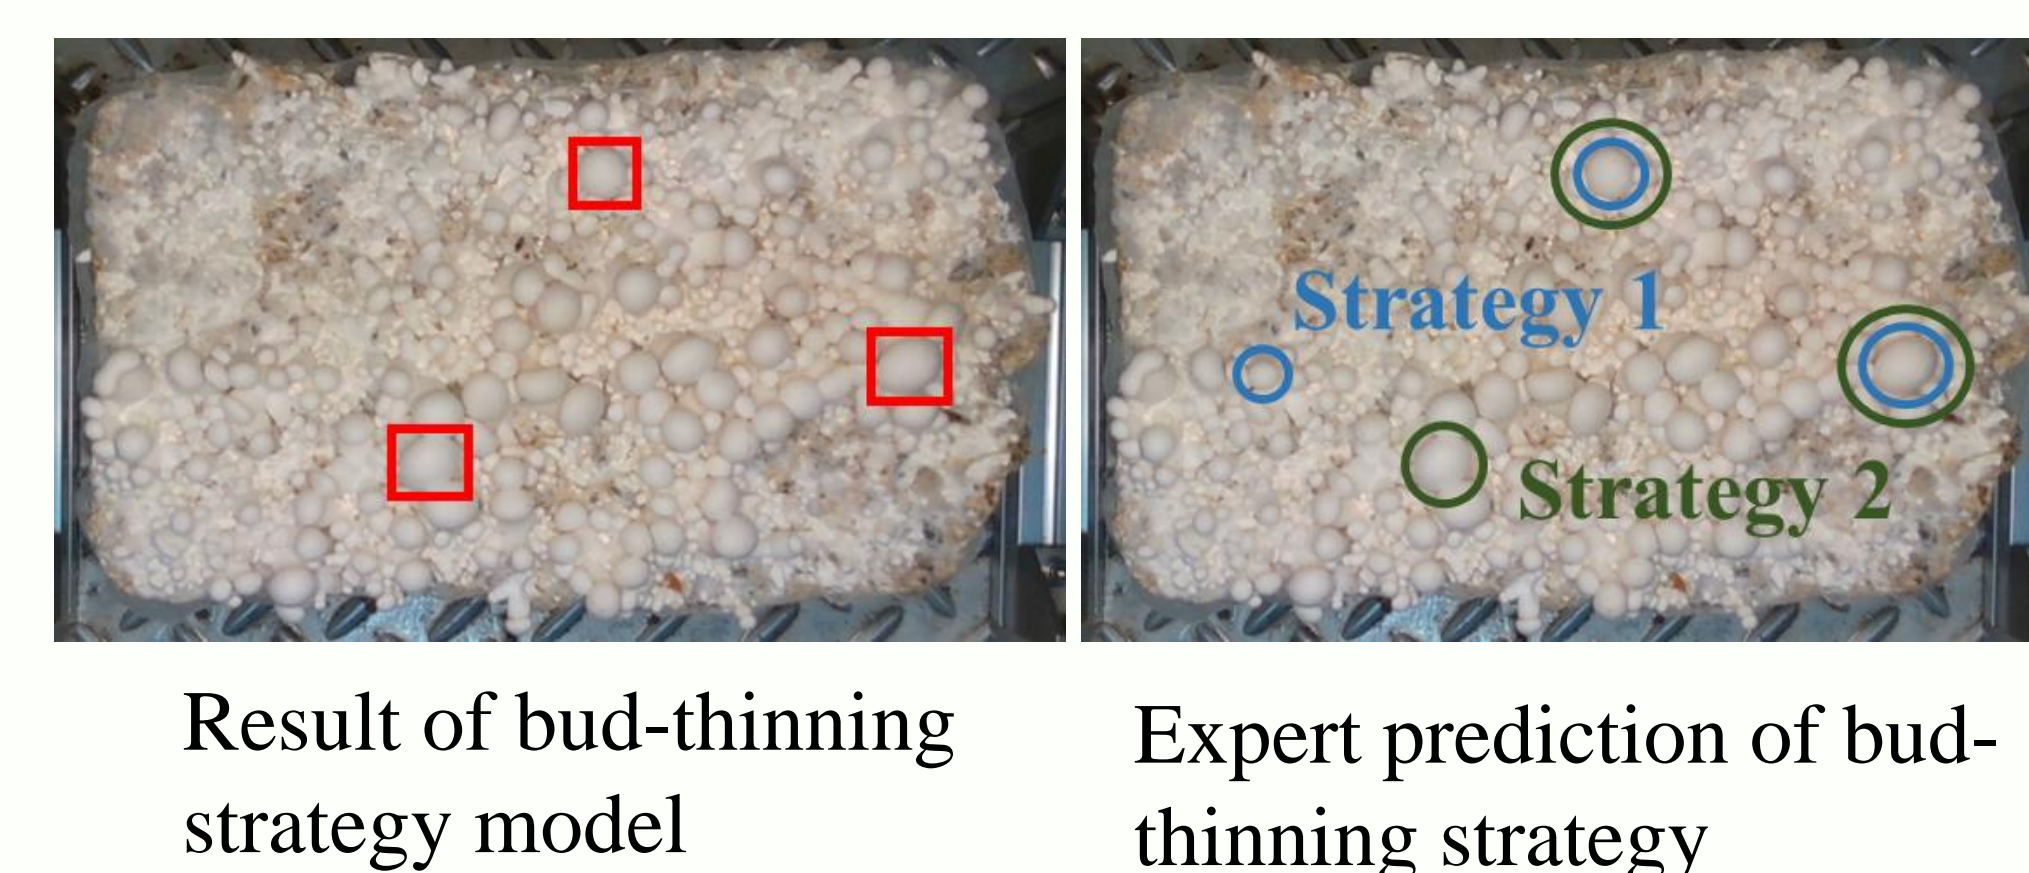 Strategy 1
Strategy 2
Result of bud-thinning
strategy model
Expert prediction of bud-
thinning strategy